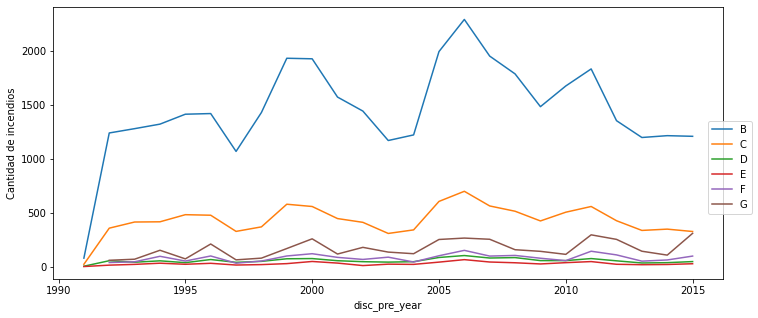 Cantidad de incendios
2000
1500
1000
500
0
1990
1995
2000
2005
2010
2015
disc_pre_year
B
C
D
E
F
G